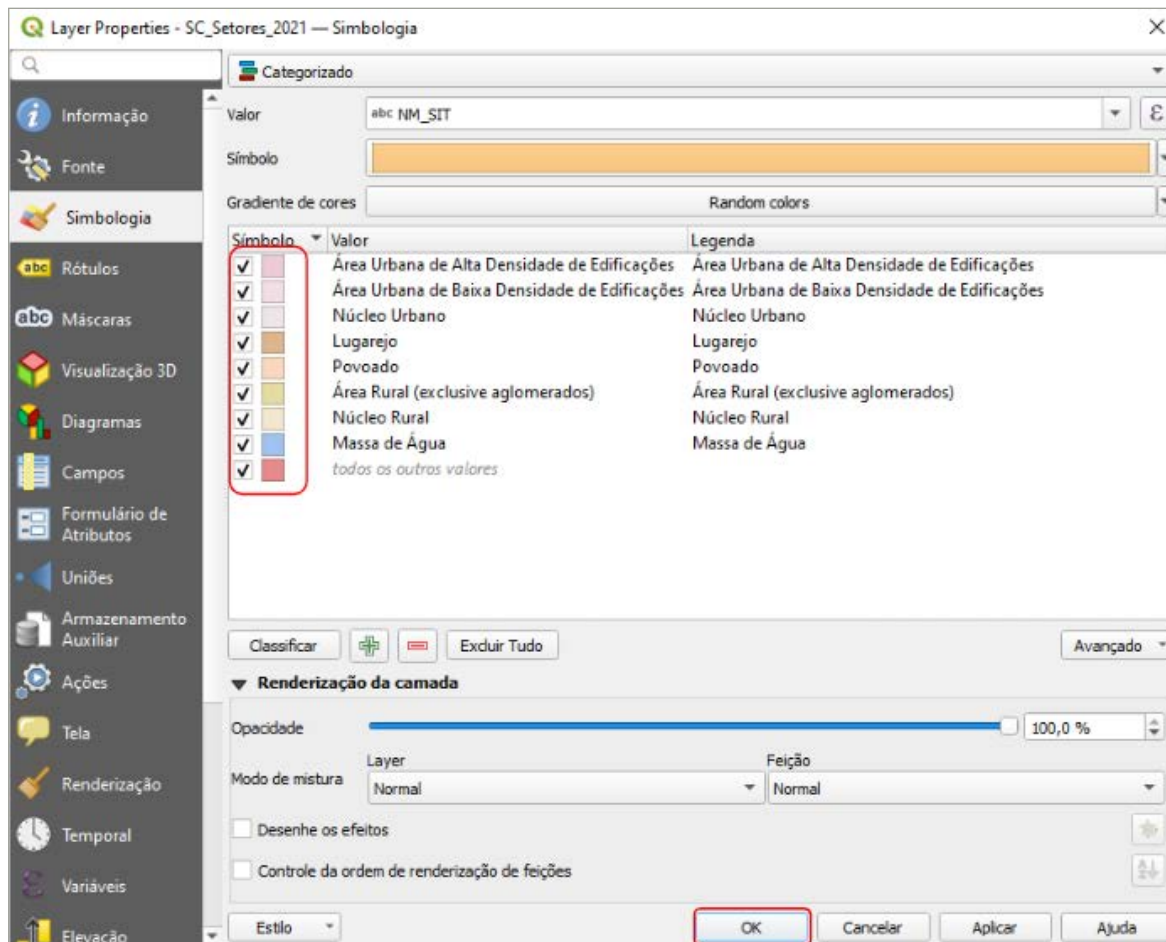 Layer Properties - SC_Setores_2021 — Simbologia
Informação
Fonte
Simbologia
abc Rótulos
abc Máscaras
Visualização 3D
Diagramas
Campos
Formulário de
Atributos
Uniões
Armazenamento
Auxiliar
Ações
Tela
Renderização
Temporal
Variáveis
Elevação
Categorizado
Valor abc NM_SIT ε
Símbolo
Gradiente de cores Random colors
Símbolo Valor Legenda
Área Urbana de Alta Densidade de Edificações Área Urbana de Alta Densidade de Edificações
Área Urbana de Baixa Densidade de Edificações Área Urbana de Baixa Densidade de Edificações
Núcleo Urbano Núcleo Urbano
Lugarejo Lugarejo
Povoado Povoado
Área Rural (exclusive aglomerados) Área Rural (exclusive aglomerados)
Núcleo Rural Núcleo Rural
Massa de Água Massa de Água
todos os outros valores
Classificar Excluir Tudo Avançado
Renderização da camada
Opacidade 100,0 %
Layer Feição
Modo de mistura Normal Normal
Desenhe os efeitos
Controle da ordem de renderização de feições
Estilo OK Cancelar Aplicar Ajuda